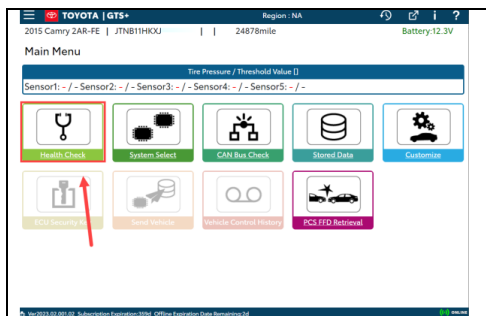 TOYOTA | GTS+ Region : NA
2015 Camry 2AR-FE | JTNB11HKXJ | | 24878mile Battery:12.3V
Main Menu
Tire Pressure / Threshold Value []
Sensor1: - / - Sensor2: - / - Sensor3: - / - Sensor4: - / - Sensor5: - / -
Health Check System Select CAN Bus Check Stored Data Customize
ECU Security Key Send Vehicle Vehicle Control History PCS FFD Retrieval
Ver2023.02.001.02 Subscription Expiration:359d Offline Expiration Date Remaining:2d ONLINE